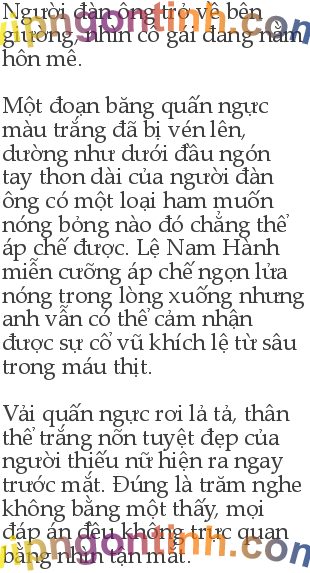 Người đàn ông trở về bên
giường, nhìn cô gái đang nằm
hôn mê.
Một đoạn băng quấn ngực
màu trắng đã bị vén lên,
dường như dưới đầu ngón
tay thon dài của người đàn
ông có một loại ham muốn
nóng bỏng nào đó chẳng thể
áp chế được. Lệ Nam Hành
miễn cưỡng áp chế ngọn lửa
nóng trong lòng xuống nhưng
anh vẫn có thể cảm nhận
được sự cổ vũ khích lệ từ sâu
trong máu thịt.
Vải quấn ngực rơi lả tả, thân
thể trắng nõn tuyệt đẹp của
người thiếu nữ hiện ra ngay
trước mắt. Đúng là trăm nghe
không bằng một thấy, mọi
đáp án đều không trực quan
bằng nhìn tận mắt.
vipngontinh.com
vipngontinh.com